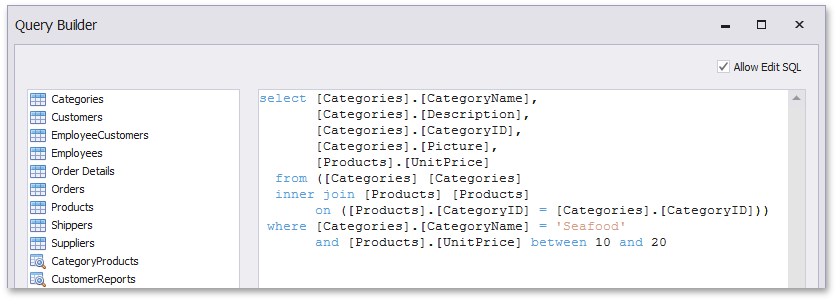 Query Builder
Allow Edit SQL
Categories
Customers
EmployeeCustomers
Employees
Order Details
Orders
Products
Shippers
Suppliers
CategoryProducts
CustomerReports
select [Categories].[CategoryName],
[Categories].[Description],
[Categories].[CategoryID],
[Categories].[Picture],
[Products].[UnitPrice]
from ([Categories] [Categories]
inner join [Products] [Products]
on ([Products].[CategoryID] = [Categories].[CategoryID]))
where [Categories].[CategoryName] = 'Seafood'
and [Products].[UnitPrice] between 10 and 20